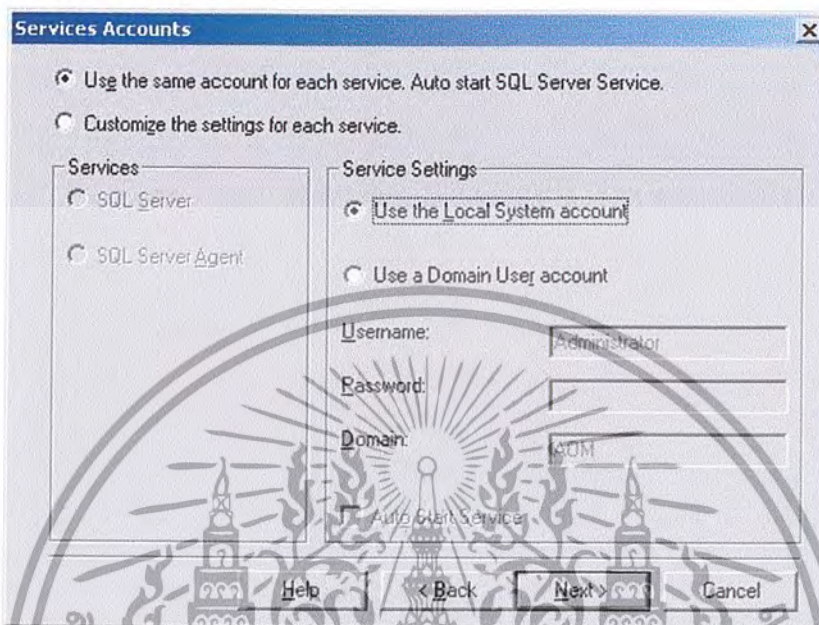 Services Accounts
Use the same account for each service. Auto start SQL Server Service.
Customize the settings for each service.
Services
SQL Server
SQL Server Agent
Service Settings
Use the Local System account
Use a Domain User account
Username:
Administrator
Password:
Domain:
AOM
Auto Start Service
Help
< Back
Next >
Cancel